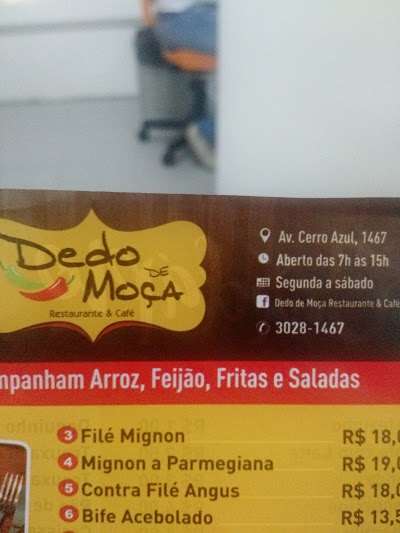 Dedo
DE
Moça
Restaurante & Café
Av. Cerro Azul, 1467
Aberto das 7h às 15h
Segunda a sábado
Dedo de Moça Restaurante & Café
3028-1467
mpanham Arroz, Feijão, Fritas e Saladas
3 Filé Mignon R$ 18,
4 Mignon a Parmegiana R$ 19,
5 Contra Filé Angus R$ 18,
6 Bife Acebolado R$ 13,5